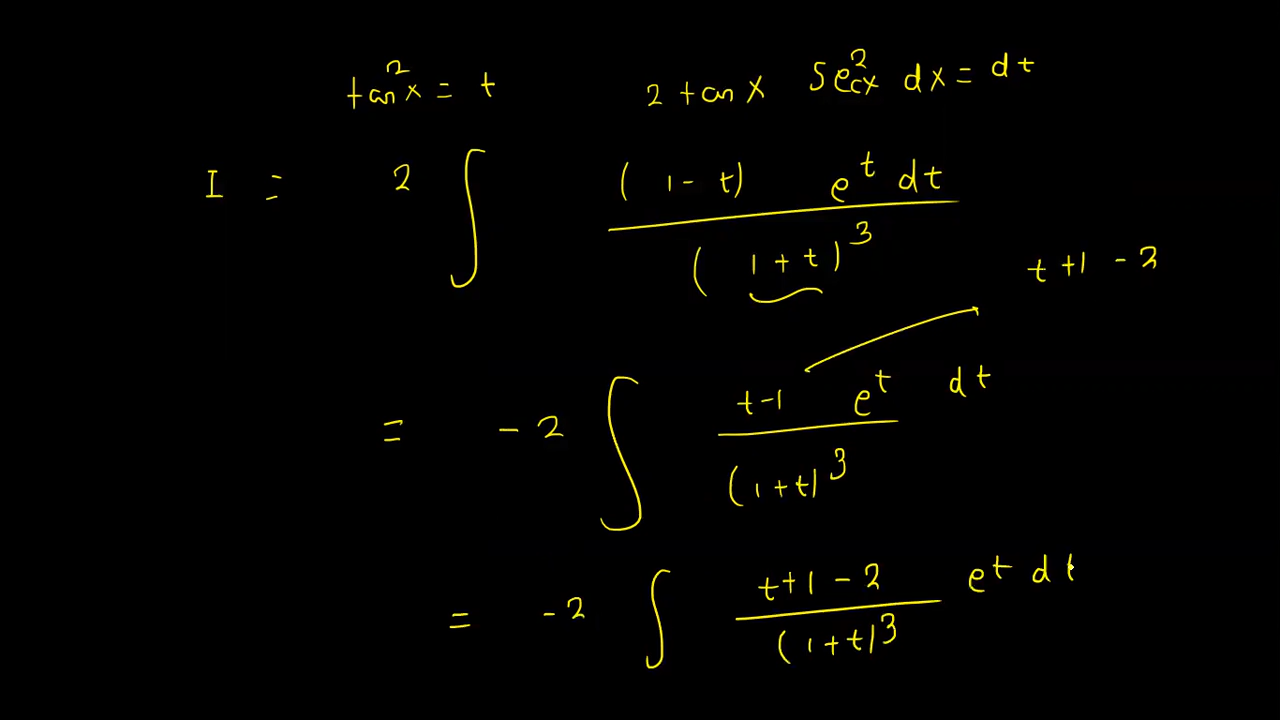 tan²x = t   2 tan x Sec²x dx = dt
I = 2 ∫ (1 - t) e^t dt / (1 + t)^3
t + 1 - 2
= -2 ∫ t-1 e^t / (1+t)^3 dt
= -2 ∫ t+1 - 2 / (1+t)^3 e^t dt